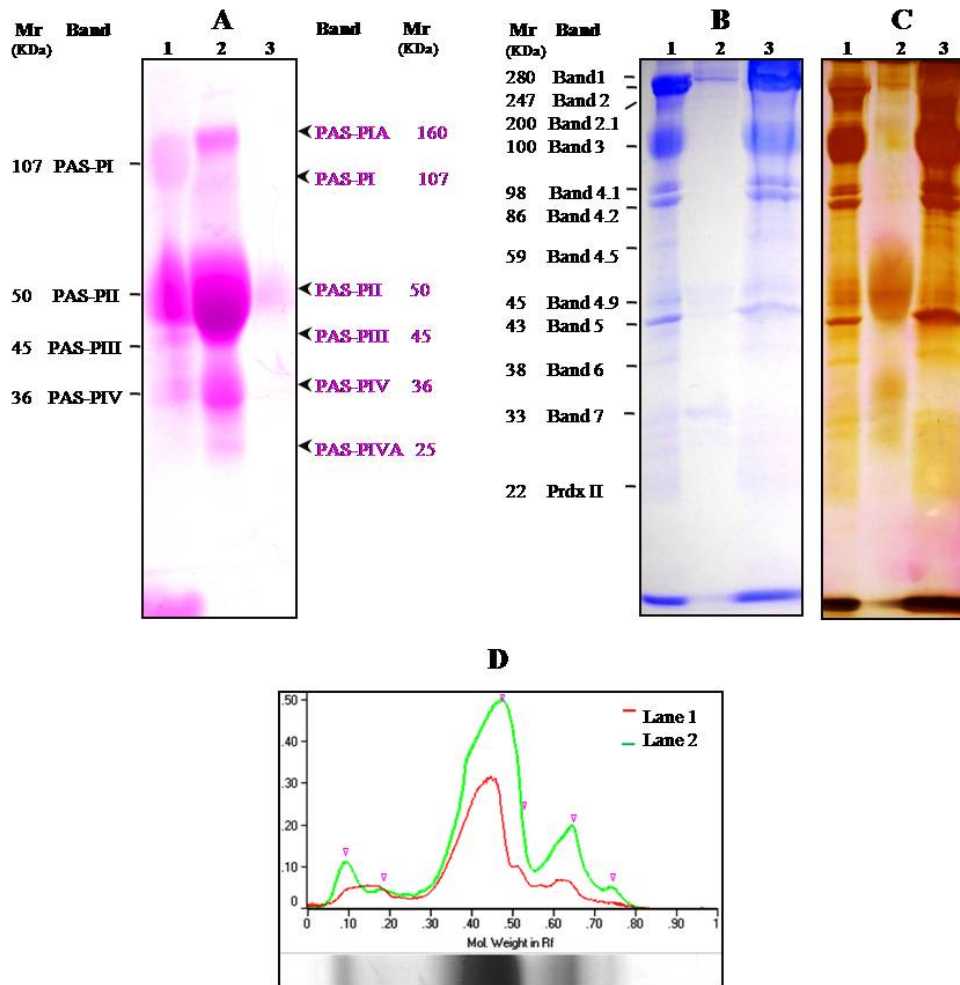 A
B
C
Mr Band
(KDa)
1 2 3
Band Mr
(KDa)
Mr Band
(KDa)
1 2 3
1 2 3
107 PAS-PI
50 PAS-PII
45 PAS-PIII
36 PAS-PIV
PAS-PIA 160
PAS-PI 107
PAS-PII 50
PAS-PIII 45
PAS-PIV 36
PAS-PIVA 25
280 Band1
247 Band 2
200 Band 2.1
100 Band 3
98 Band 4.1
86 Band 4.2
59 Band 4.5
45 Band 4.9
43 Band 5
38 Band 6
33 Band 7
22 Prdx II
D
.50
.40
.30
.20
.10
0
Lane 1
Lane 2
0 .10 .20 .30 .40 .50 .60 .70 .80 .90 1
Mol. Weight in Rf